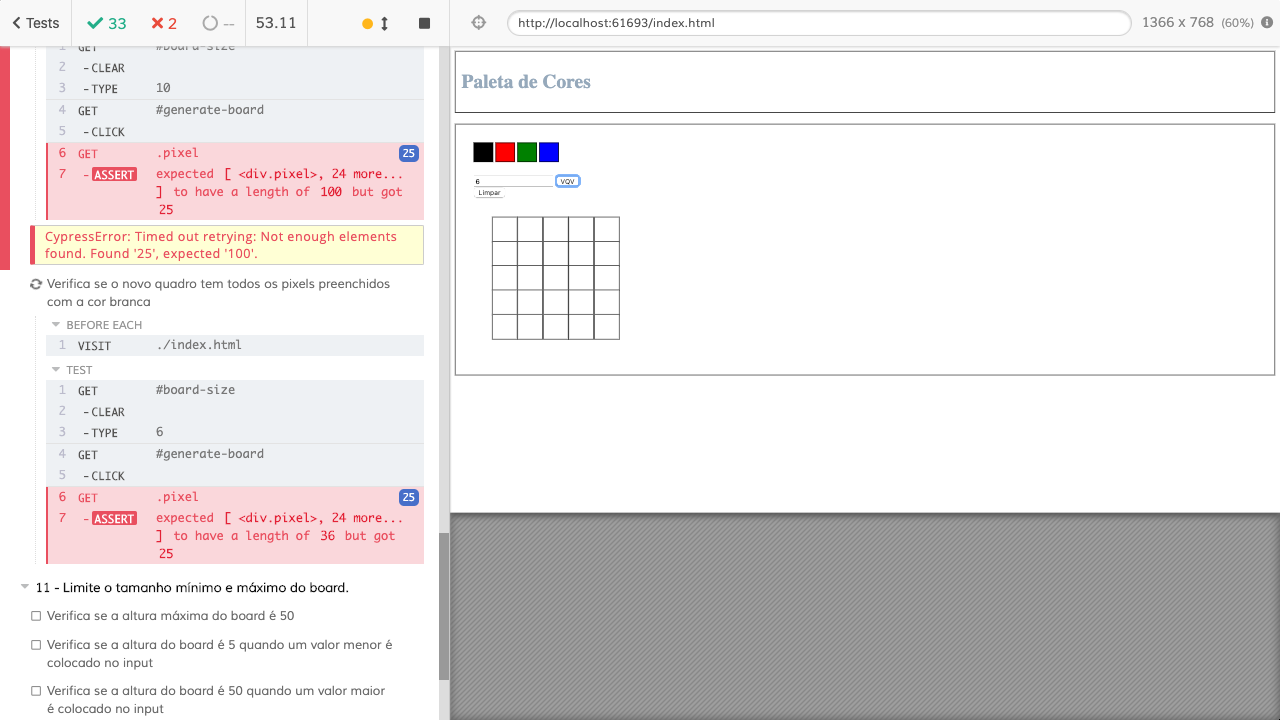 Tests
33
2
--
53.11
http://localhost:61693/index.html
1366 x 768 (60%)
1 GET #board-size
2 - CLEAR
3 - TYPE 10
4 GET #generate-board
5 - CLICK
6 GET .pixel 25
7 - ASSERT expected [ <div.pixel>, 24 more...
] to have a length of 100 but got
25
CypressError: Timed out retrying: Not enough elements
found. Found '25', expected '100'.
Verifica se o novo quadro tem todos os pixels preenchidos
com a cor branca
BEFORE EACH
1 VISIT ./index.html
TEST
1 GET #board-size
2 - CLEAR
3 - TYPE 6
4 GET #generate-board
5 - CLICK
6 GET .pixel 25
7 - ASSERT expected [ <div.pixel>, 24 more...
] to have a length of 36 but got
25
11 - Limite o tamanho mínimo e máximo do board.
Verifica se a altura máxima do board é 50
Verifica se a altura do board é 5 quando um valor menor é
colocado no input
Verifica se a altura do board é 50 quando um valor maior
é colocado no input
Paleta de Cores
6
VQV
Limpar